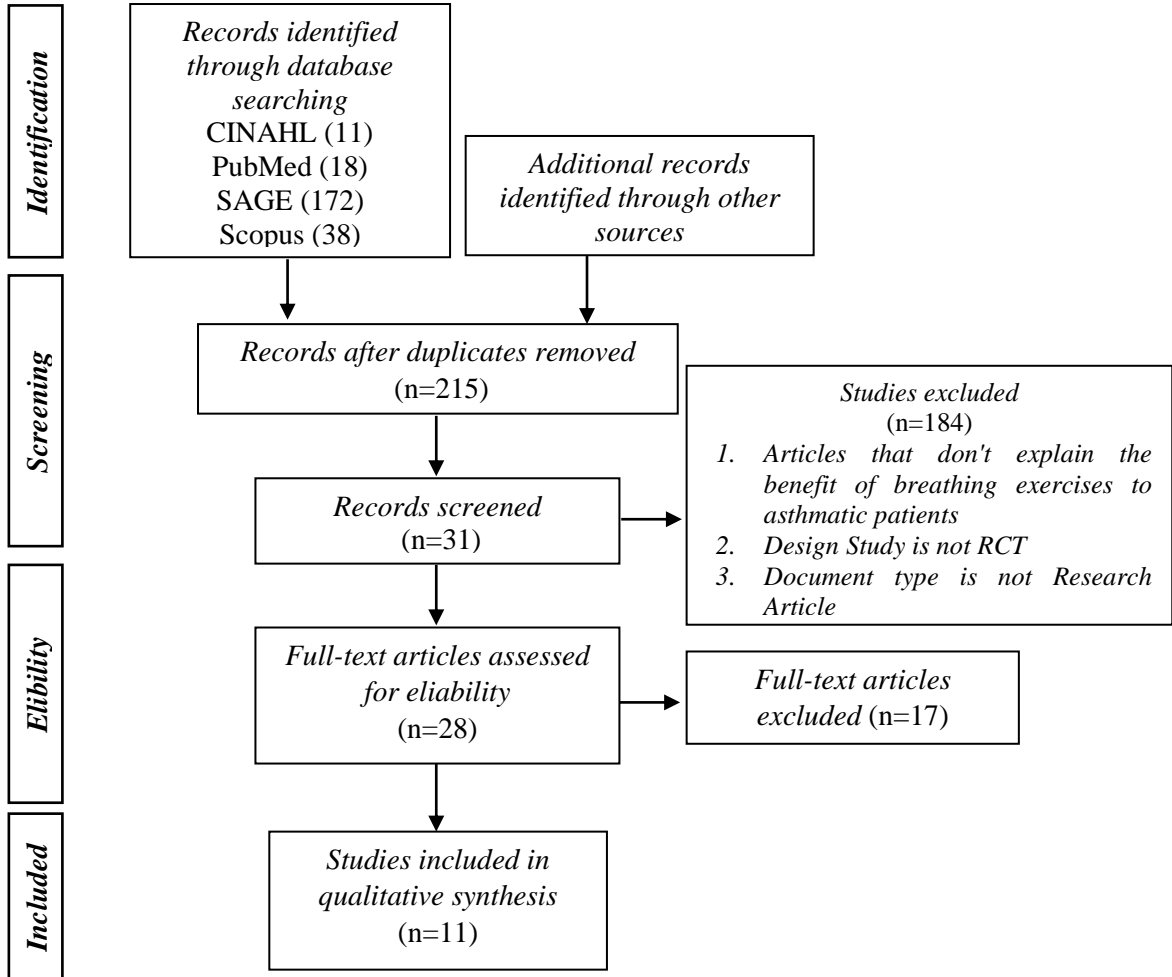 Identification
Records identified
through database
searching
CINAHL (11)
PubMed (18)
SAGE (172)
Scopus (38)
Additional records
identified through other
sources
Screening
Records after duplicates removed
(n=215)
Records screened
(n=31)
Studies excluded
(n=184)
1. Articles that don't explain the
benefit of breathing exercises to
asthmatic patients
2. Design Study is not RCT
3. Document type is not Research
Article
Elibility
Full-text articles assessed
for eliability
(n=28)
Full-text articles
excluded (n=17)
Included
Studies included in
qualitative synthesis
(n=11)